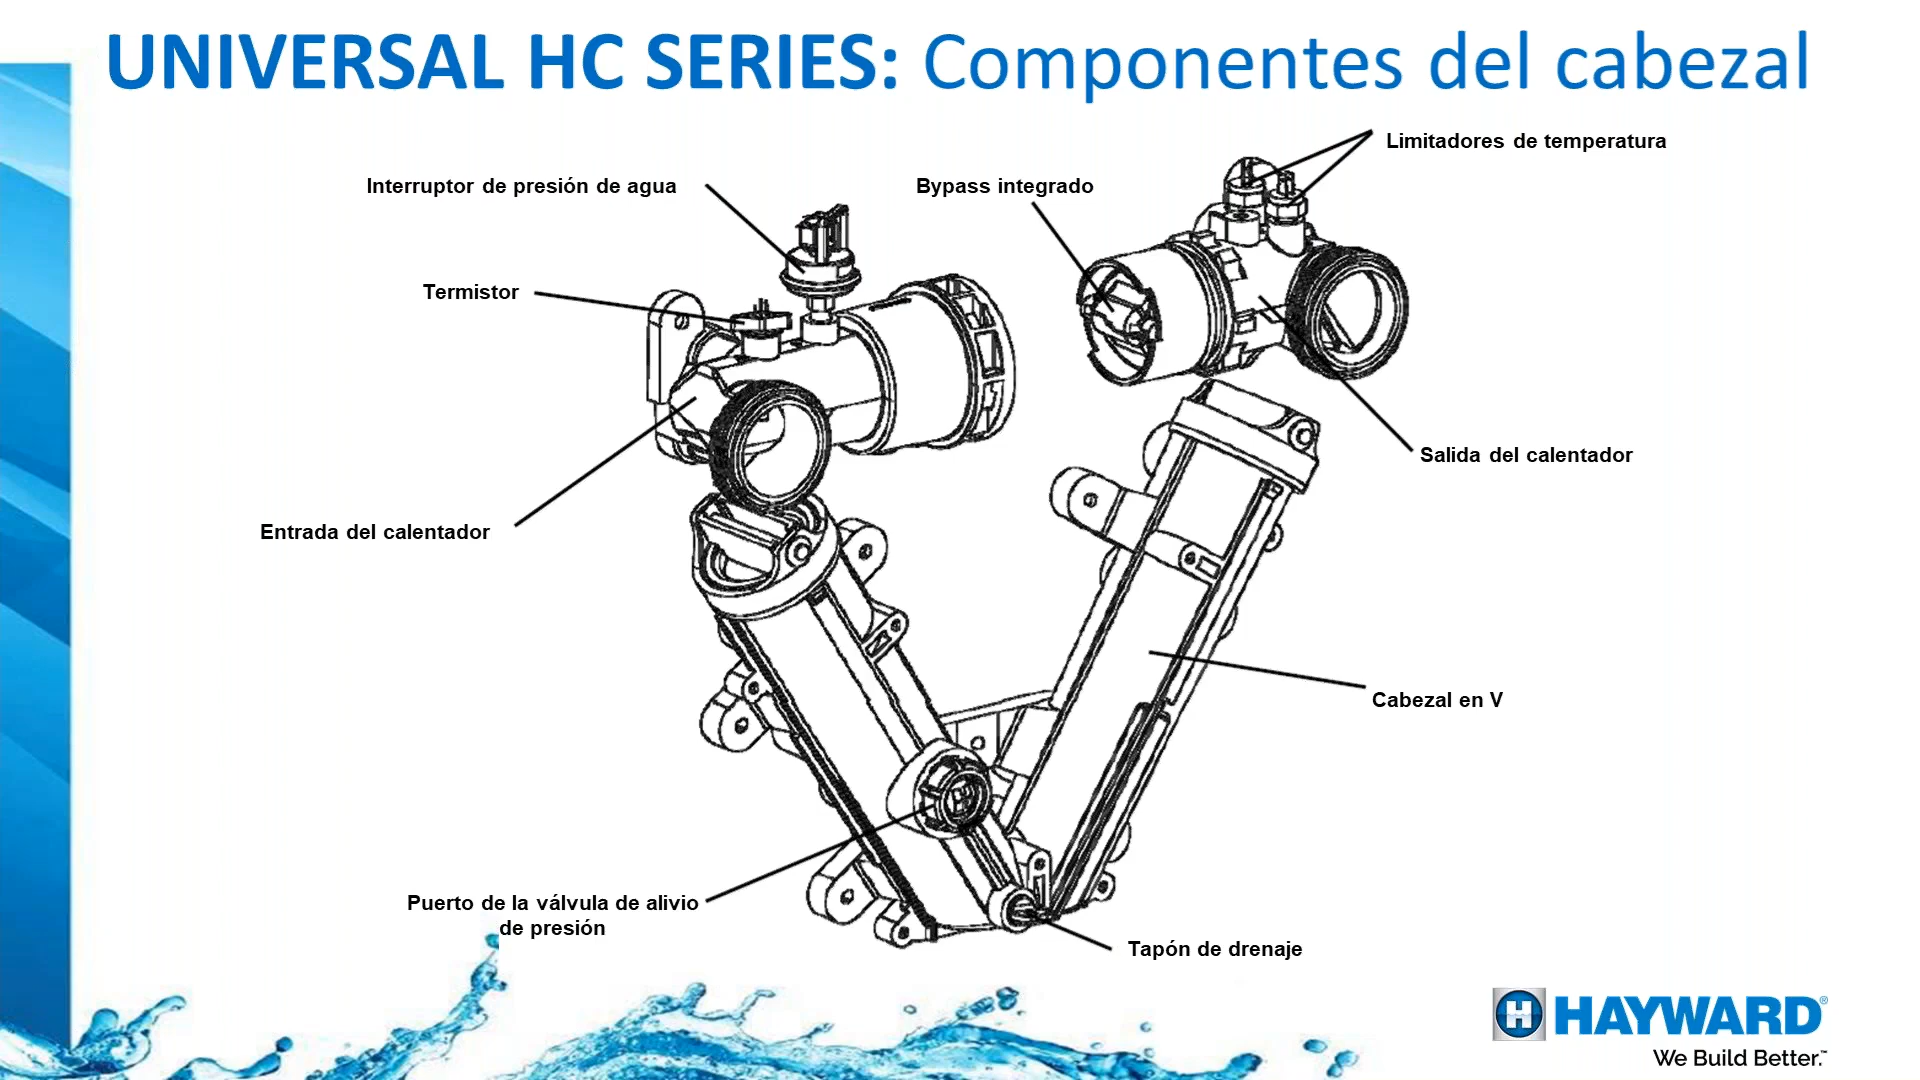 UNIVERSAL HC SERIES: Componentes del cabezal
Limitadores de temperatura
Interruptor de presión de agua
Bypass integrado
Termistor
Salida del calentador
Entrada del calentador
Cabezal en V
Puerto de la válvula de alivio
de presión
Tapón de drenaje
H HAYWARD®
We Build Better.™